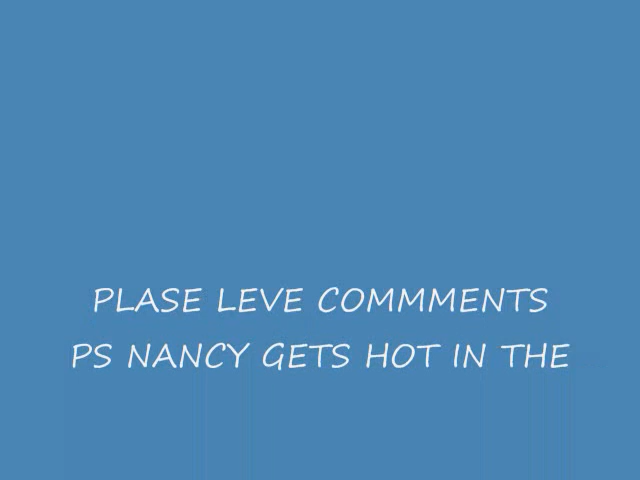 PLASE LEVE COMMMENTS
PS NANCY GETS HOT IN THE